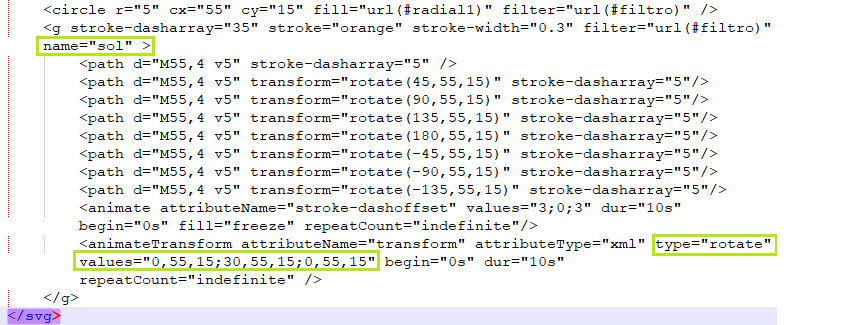 <circle r="5" cx="55" cy="15" fill="url(#radial1)" filter="url(#filtro)" />
<g stroke-dasharray="35" stroke="orange" stroke-width="0.3" filter="url(#filtro)"
name="sol" >
<path d="M55,4 v5" stroke-dasharray="5" />
<path d="M55,4 v5" transform="rotate(45,55,15)" stroke-dasharray="5"/>
<path d="M55,4 v5" transform="rotate(90,55,15)" stroke-dasharray="5"/>
<path d="M55,4 v5" transform="rotate(135,55,15)" stroke-dasharray="5"/>
<path d="M55,4 v5" transform="rotate(180,55,15)" stroke-dasharray="5"/>
<path d="M55,4 v5" transform="rotate(-45,55,15)" stroke-dasharray="5"/>
<path d="M55,4 v5" transform="rotate(-90,55,15)" stroke-dasharray="5"/>
<path d="M55,4 v5" transform="rotate(-135,55,15)" stroke-dasharray="5"/>
<animate attributeName="stroke-dashoffset" values="3;0;3" dur="10s"
begin="0s" fill="freeze" repeatCount="indefinite"/>
<animateTransform attributeName="transform" attributeType="xml" type="rotate"
values="0,55,15;30,55,15;0,55,15" begin="0s" dur="10s"
repeatCount="indefinite" />
</g>
</svg>